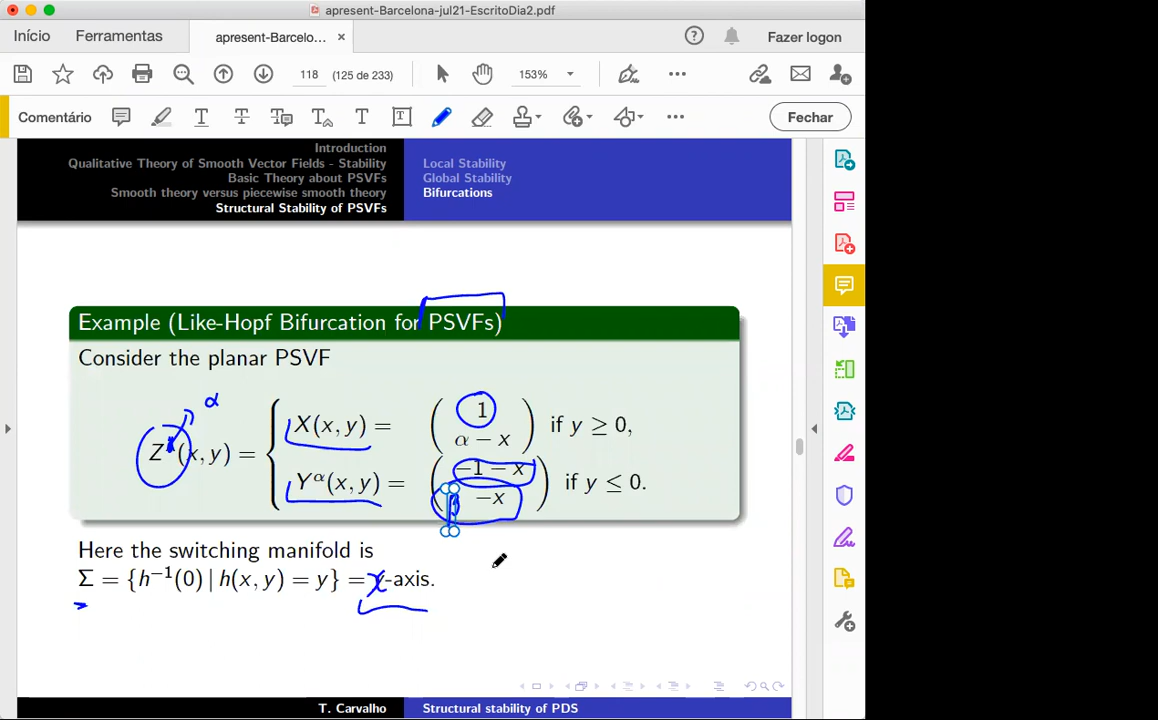 apresent-Barcelona-jul21-EscritoDia2.pdf
Início Ferramentas apresent-Barcelo... × Fazer logon
118 (125 de 233) 153%
Comentário Fechar
Introduction
Qualitative Theory of Smooth Vector Fields - Stability
Basic Theory about PSVFs
Smooth theory versus piecewise smooth theory
Structural Stability of PSVFs
Local Stability
Global Stability
Bifurcations
Example (Like-Hopf Bifurcation for PSVFs)
Consider the planar PSVF
α
1
X(x, y) = if y ≥ 0,
α − x
Z (x, y) =
−1 − x
Y^α(x, y) = if y ≤ 0.
−x
Here the switching manifold is
Σ = {h⁻¹(0) | h(x, y) = y} = x-axis.
T. Carvalho Structural stability of PDS